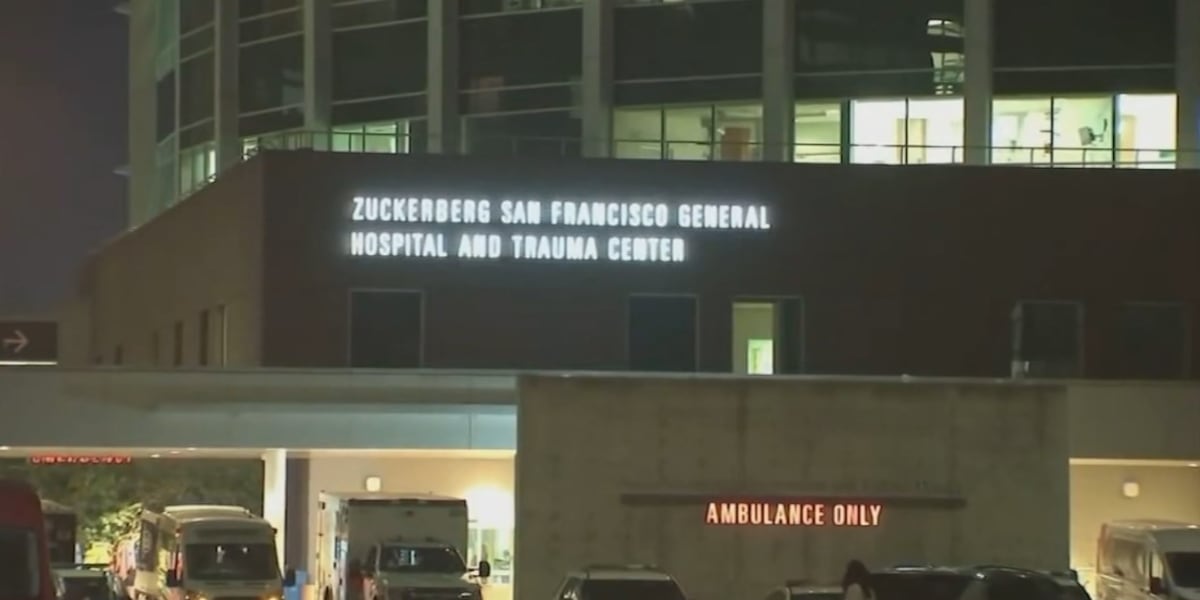 ZUCKERBERG SAN FRANCISCO GENERAL
HOSPITAL AND TRAUMA CENTER
AMBULANCE ONLY